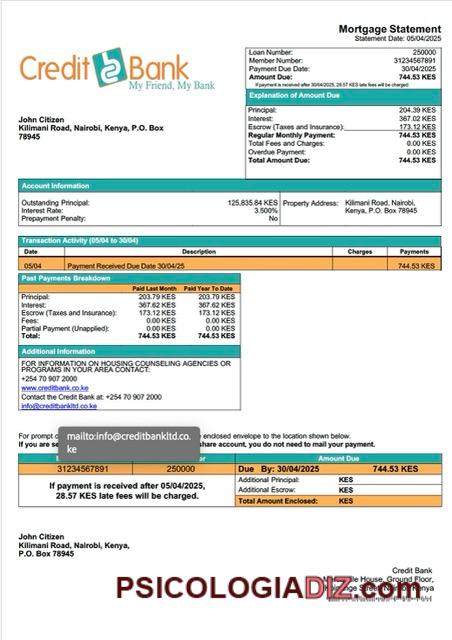 Mortgage Statement
Statement Date: 05/04/2025
Credit Bank
My Friend, My Bank
Loan Number: 250000
Member Number: 31234567891
Payment Due Date: 30/04/2025
Amount Due: 744.53 KES
If payment is received after 30/04/2025, 28.57 KES late fees will be charged
John Citizen
Kilimani Road, Nairobi, Kenya, P.O. Box
78945
Explanation of Amount Due
Principal: 204.39 KES
Interest: 367.02 KES
Escrow (Taxes and Insurance): 173.12 KES
Regular Monthly Payment: 744.53 KES
Total Fees and Charges: 0.00 KES
Overdue Payment: 0.00 KES
Total Amount Due: 744.53 KES
Account Information
Outstanding Principal: 125,835.84 KES
Interest Rate: 3.500%
Prepayment Penalty: No
Property Address: Kilimani Road, Nairobi,
Kenya, P.O. Box 78945
Transaction Activity (05/04 to 30/04)
Date Description Charges Payments
05/04 Payment Received Due Date 30/04/25 744.53 KES
Past Payments Breakdown
Paid Last Month Paid Year To Date
Principal: 203.79 KES 203.79 KES
Interest: 367.62 KES 367.62 KES
Escrow (Taxes and Insurance): 173.12 KES 173.12 KES
Fees: 0.00 KES 0.00 KES
Partial Payment (Unapplied): 0.00 KES 0.00 KES
Total: 744.53 KES 744.53 KES
Additional Information
FOR INFORMATION ON HOUSING COUNSELING AGENCIES OR
PROGRAMS IN YOUR AREA CONTACT:
+254 70 907 2000
www.creditbank.co.ke
Contact the Credit Bank at: +254 70 907 2000
info@creditbankltd.co.ke
For prompt enclosed envelope to the location shown below.
If you are share account, you do not need to mail your payment.
mailto:info@creditbankltd.co.
ke
Amount Due
31234567891 250000 Due By: 30/04/2025 744.53 KES
If payment is received after 05/04/2025,
28.57 KES late fees will be charged.
Additional Principal: KES
Additional Escrow: KES
Total Amount Enclosed: KES
John Citizen
Kilimani Road, Nairobi, Kenya,
P.O. Box 78945
Credit Bank
House, Ground Floor,
Street, Nairobi Kenya
PSICOLOGIADIZ.com